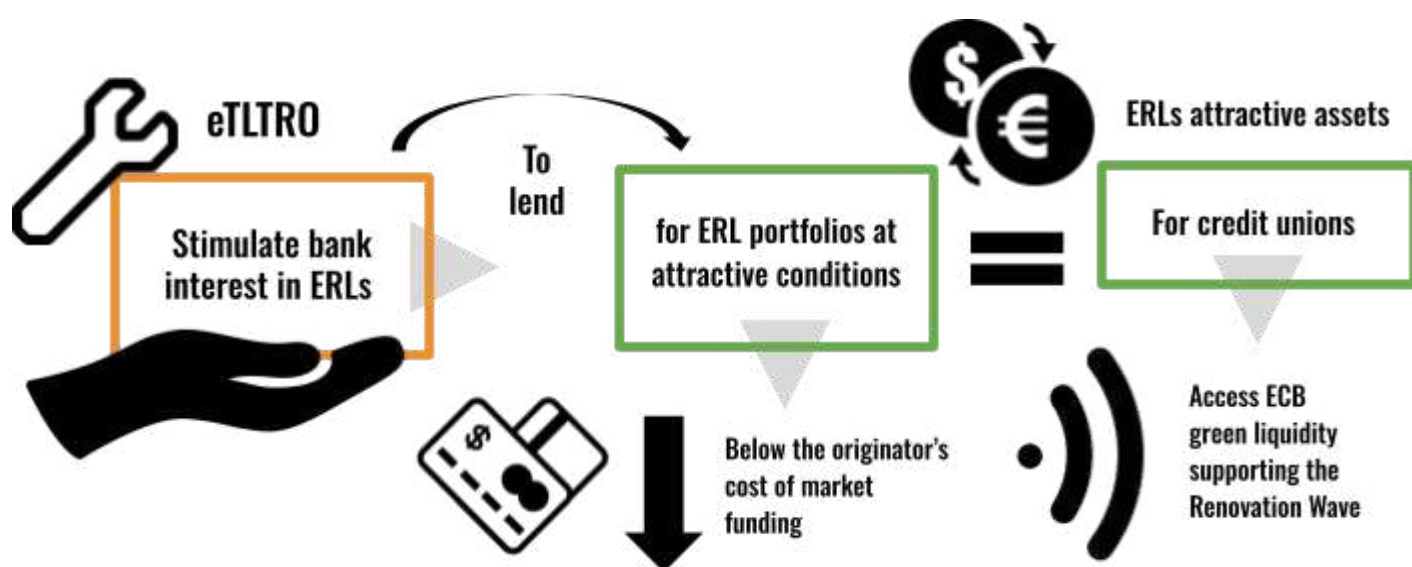 eTLTRO
Stimulate bank
interest in ERLs
To
lend
for ERL portfolios at
attractive conditions
Below the originator's
cost of market
funding
$
€
$
ERLs attractive assets
For credit unions
Access ECB
green liquidity
supporting the
Renovation Wave